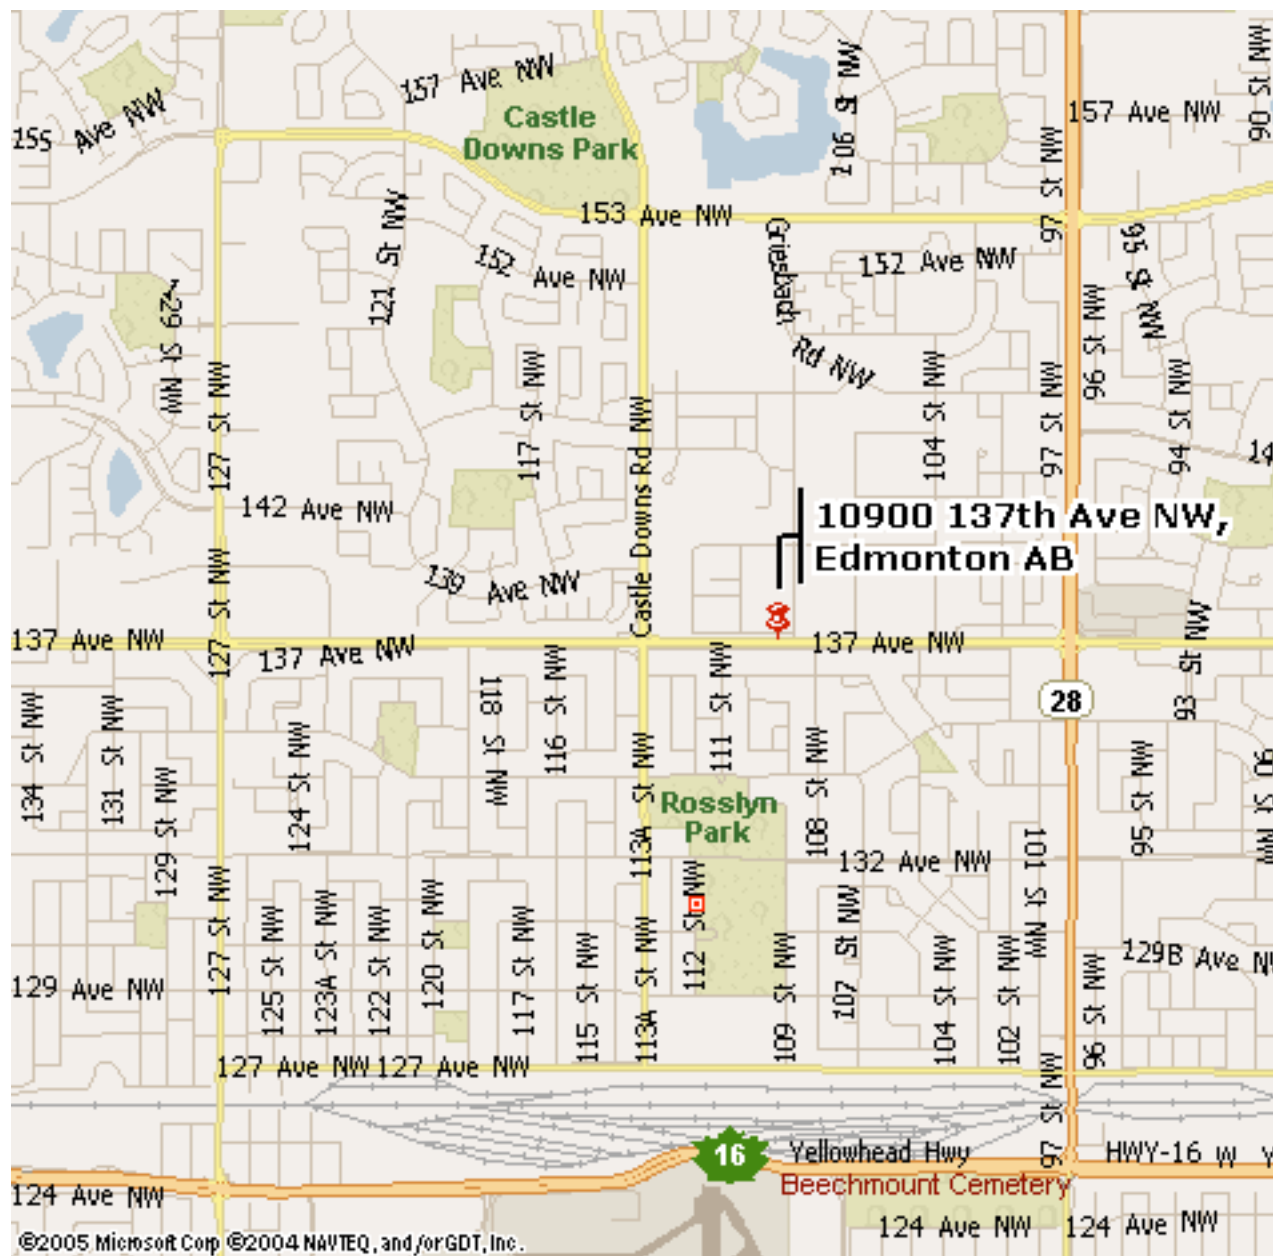 157 Ave NW
Castle
Downs Park
155 Ave NW
106 St NW
157 Ave NW
90 St NW
97 St NW
153 Ave NW
121 St NW
152 Ave NW
Griesbach Rd NW
152 Ave NW
95 St NW
129 St NW
96 St NW
127 St NW
117 St NW
Castle Downs Rd NW
104 St NW
97 St NW
94 St NW
142 Ave NW
10900 137th Ave NW,
Edmonton AB
139 Ave NW
127 St NW
137 Ave NW
137 Ave NW
137 Ave NW
93 St NW
28
134 St NW
131 St NW
129 St NW
124 St NW
118 St NW
116 St NW
111 St NW
113A St NW
108 St NW
95 St NW
90 St NW
Rosslyn
Park
132 Ave NW
101 St NW
127 St NW
125 St NW
123A St NW
122 St NW
120 St NW
117 St NW
115 St NW
113A St NW
112 St NW
109 St NW
107 St NW
104 St NW
102 St NW
96 St NW
129B Ave NW
129 Ave NW
127 Ave NW
127 Ave NW
97 St NW
16
Yellowhead Hwy
HWY-16 W Y
Beechmount Cemetery
124 Ave NW
124 Ave NW
124 Ave NW
©2005 Microsoft Corp ©2004 NAVTEQ, and/or GDT, Inc.